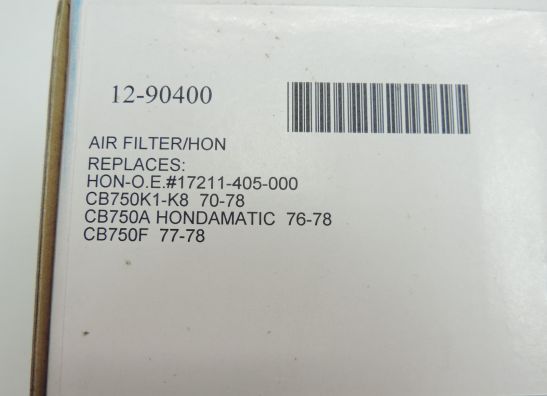 12-90400
AIR FILTER/HON
REPLACES:
HON-O.E.#17211-405-000
CB750K1-K8 70-78
CB750A HONDAMATIC 76-78
CB750F 77-78